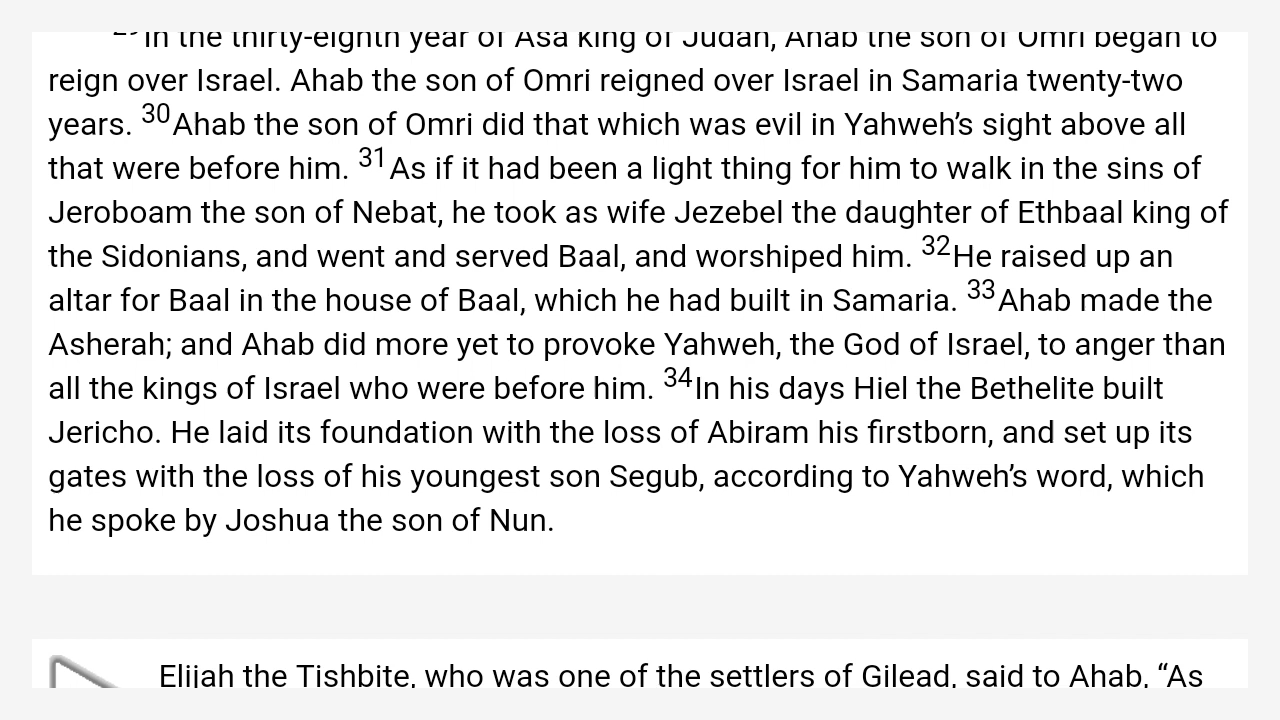 29In the thirty-eighth year of Asa king of Judah, Ahab the son of Omri began to
reign over Israel. Ahab the son of Omri reigned over Israel in Samaria twenty-two
years. 30Ahab the son of Omri did that which was evil in Yahweh’s sight above all
that were before him. 31As if it had been a light thing for him to walk in the sins of
Jeroboam the son of Nebat, he took as wife Jezebel the daughter of Ethbaal king of
the Sidonians, and went and served Baal, and worshiped him. 32He raised up an
altar for Baal in the house of Baal, which he had built in Samaria. 33Ahab made the
Asherah; and Ahab did more yet to provoke Yahweh, the God of Israel, to anger than
all the kings of Israel who were before him. 34In his days Hiel the Bethelite built
Jericho. He laid its foundation with the loss of Abiram his firstborn, and set up its
gates with the loss of his youngest son Segub, according to Yahweh’s word, which
he spoke by Joshua the son of Nun.
Elijah the Tishbite, who was one of the settlers of Gilead, said to Ahab, “As